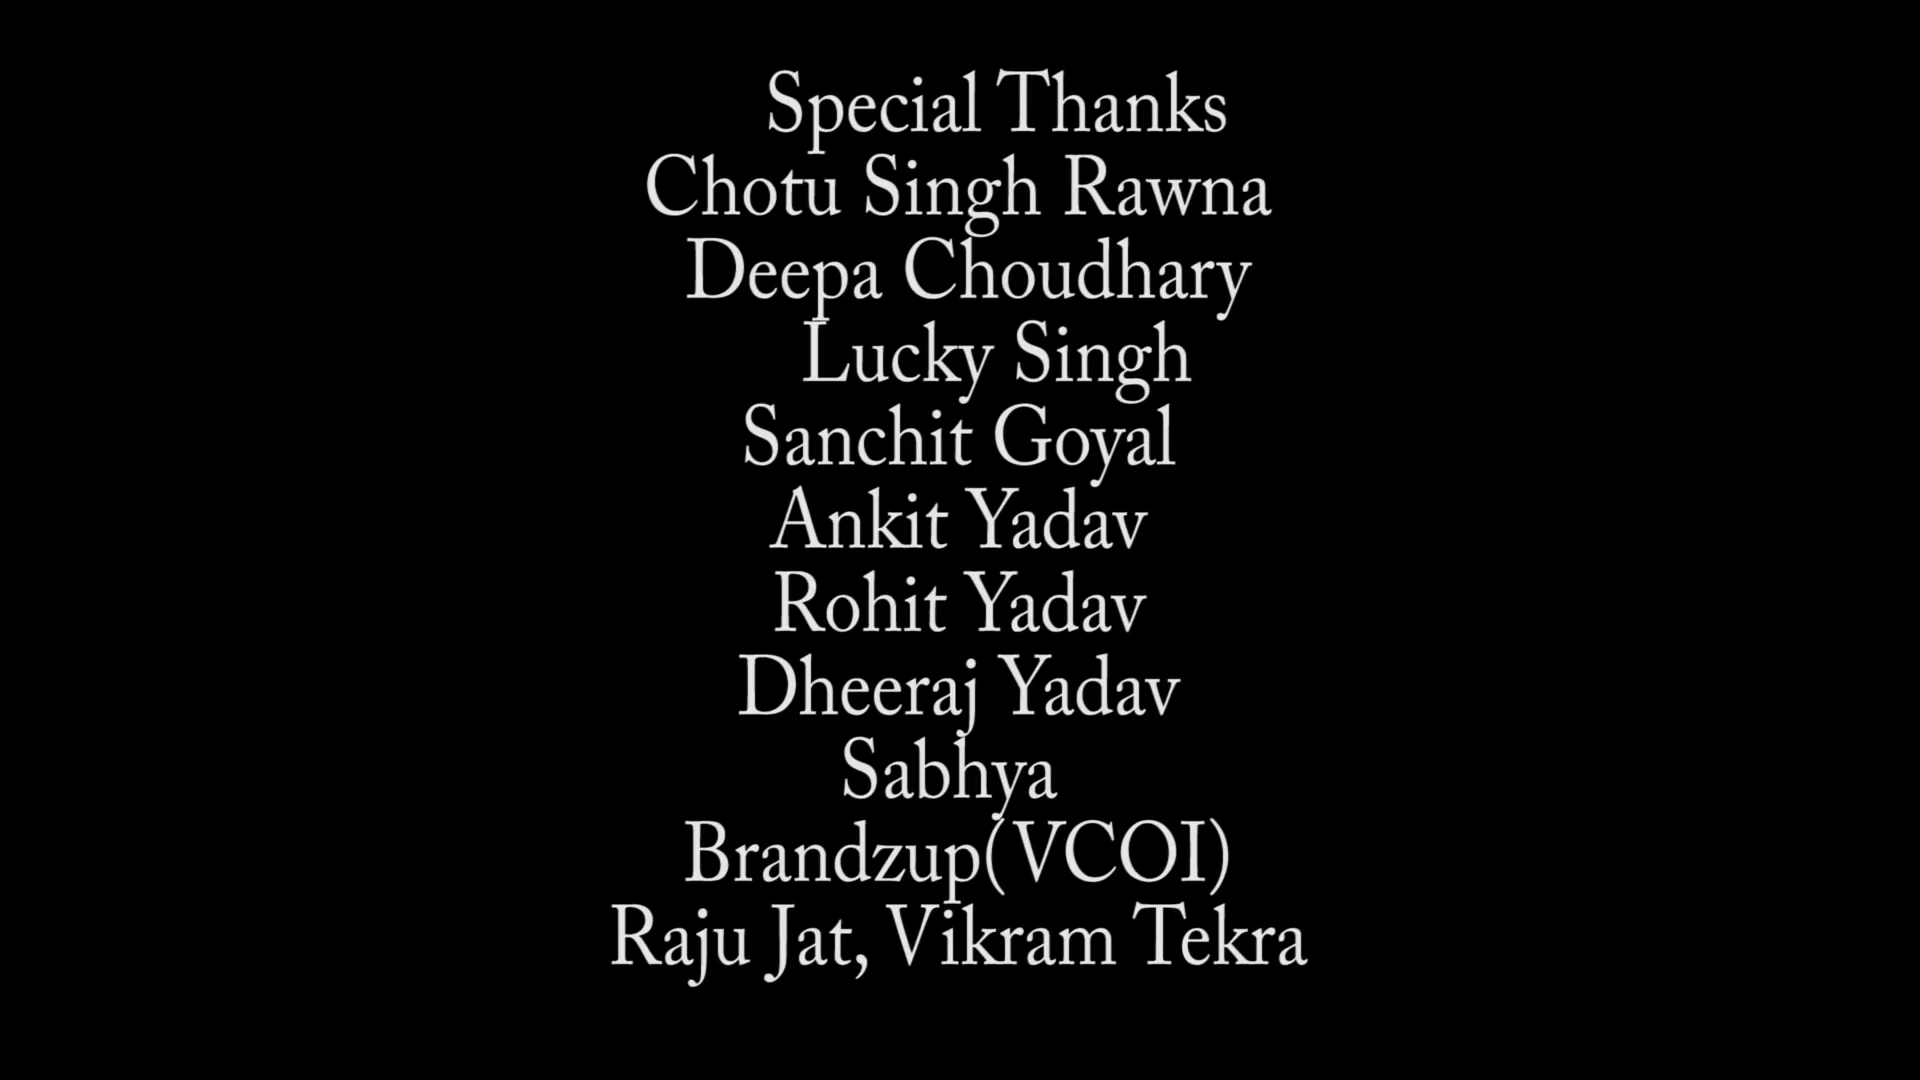 Special Thanks
Chotu Singh Rawna
Deepa Choudhary
Lucky Singh
Sanchit Goyal
Ankit Yadav
Rohit Yadav
Dheeraj Yadav
Sabhya
Brandzup(VCOI)
Raju Jat, Vikram Tekra